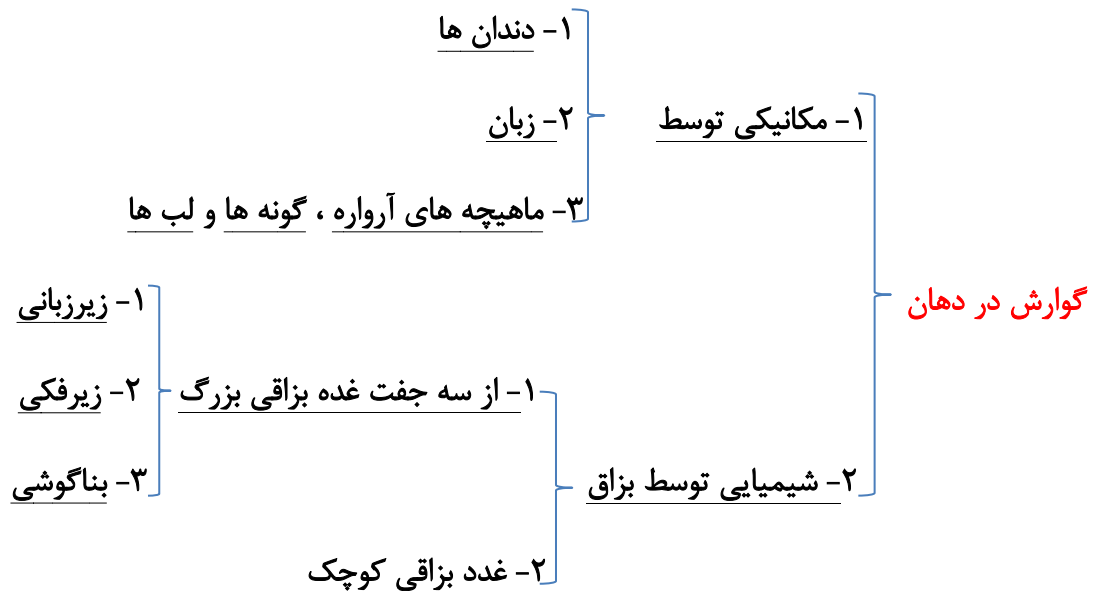 گوارش در دهان
۱- مکانیکی توسط
۱- دندان ها
۲- زبان
۳- ماهیچه های آرواره ، گونه ها و لب ها
۲- شیمیایی توسط بزاق
۱- از سه جفت غده بزاقی بزرگ
۱- زیرزبانی
۲- زیرفکی
۳- بناگوشی
۲- غدد بزاقی کوچک